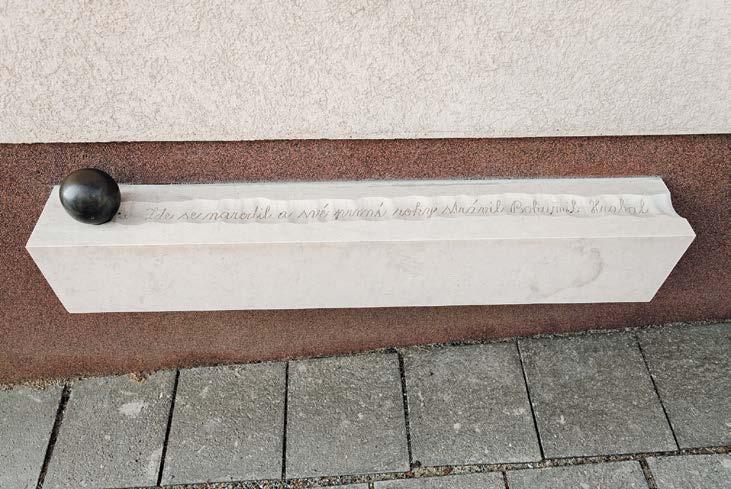 Zde se narodil a své první roky strávil Bohumil Hrabal